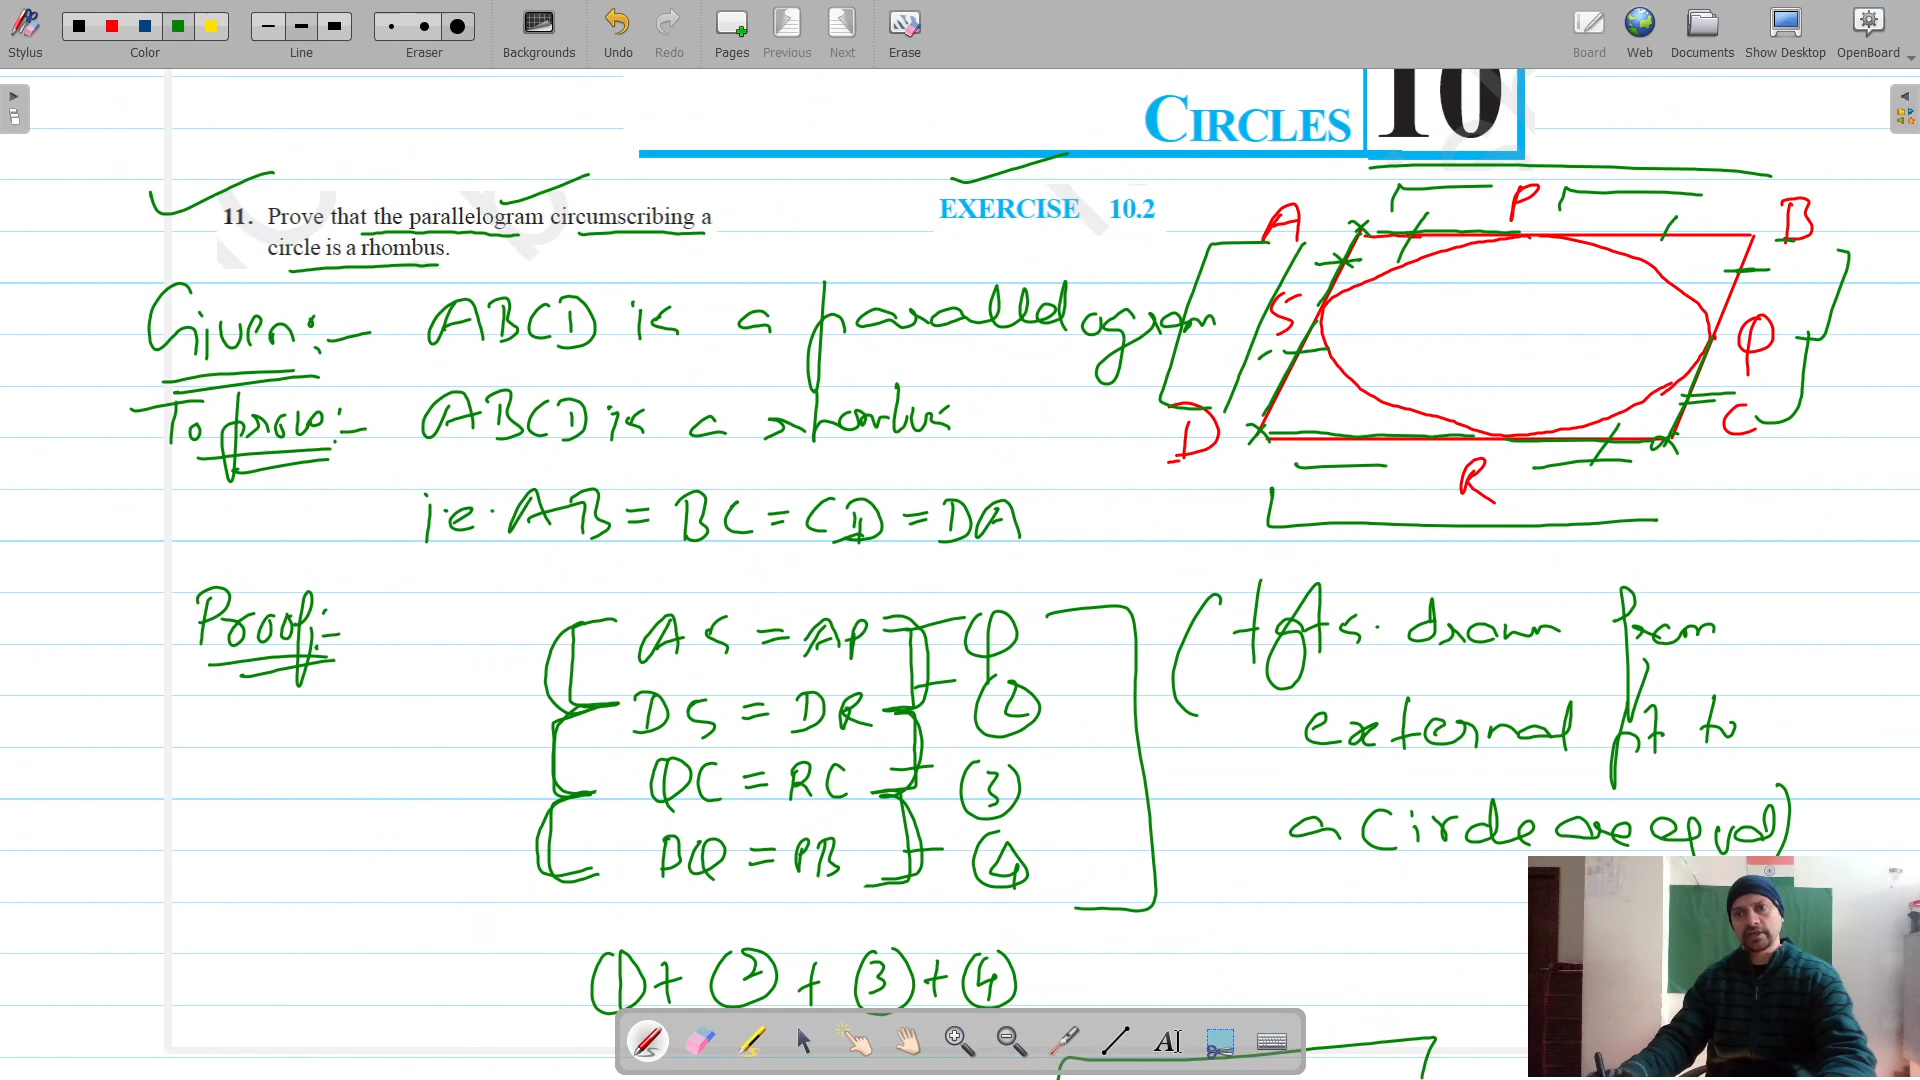 Stylus Color Line Eraser Backgrounds Undo Redo Pages Previous Next Erase Board Web Documents Show Desktop OpenBoard
CIRCLES 10
EXERCISE 10.2
11. Prove that the parallelogram circumscribing a
circle is a rhombus.
A P B
S Q
D R C
Given:- ABCD is a parallelogram
To prove:- ABCD is a rhombus
i.e. AB = BC = CD = DA
Proof:-
AS = AP - (1)
DS = DR - (2)
QC = RC - (3)
BQ = PB - (4)
(tgts. drawn from
external pt to
a circle are equal)
(1) + (2) + (3) + (4)